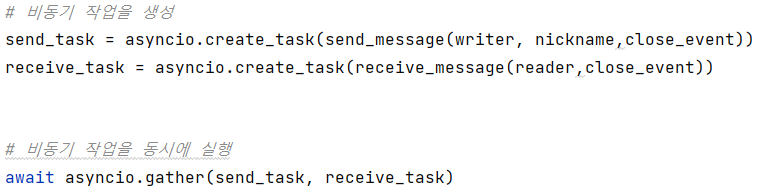 # 비동기 작업을 생성
send_task = asyncio.create_task(send_message(writer, nickname,close_event))
receive_task = asyncio.create_task(receive_message(reader,close_event))
# 비동기 작업을 동시에 실행
await asyncio.gather(send_task, receive_task)